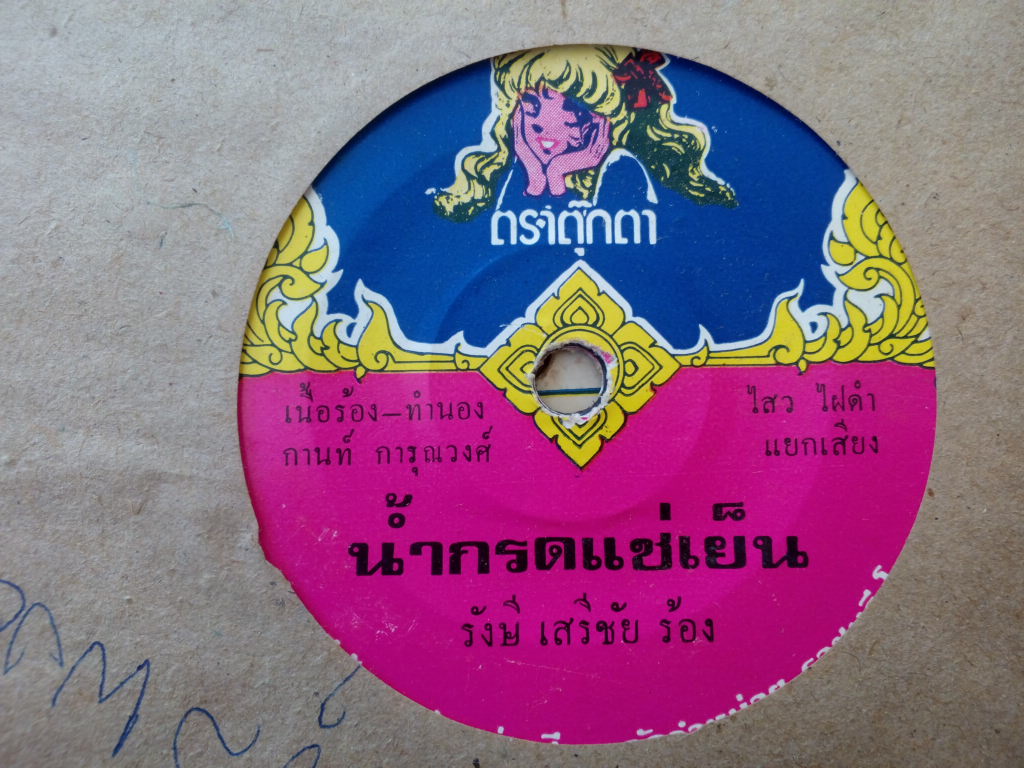 ตราตุ๊กตา
เนื้อร้อง–ทำนอง
กานท์ การุณวงศ์
ไสว ไฝดำ
แยกเสียง
น้ำกรดแช่เย็น
รังษี เสรีชัย ร้อง